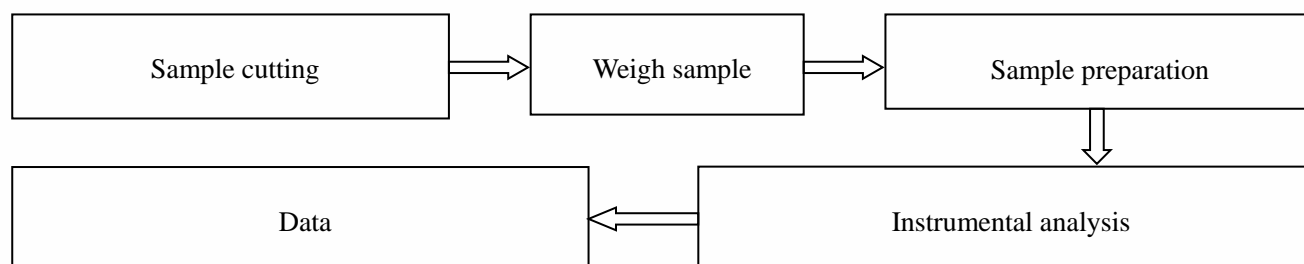 Sample cutting
Weigh sample
Sample preparation
Instrumental analysis
Data